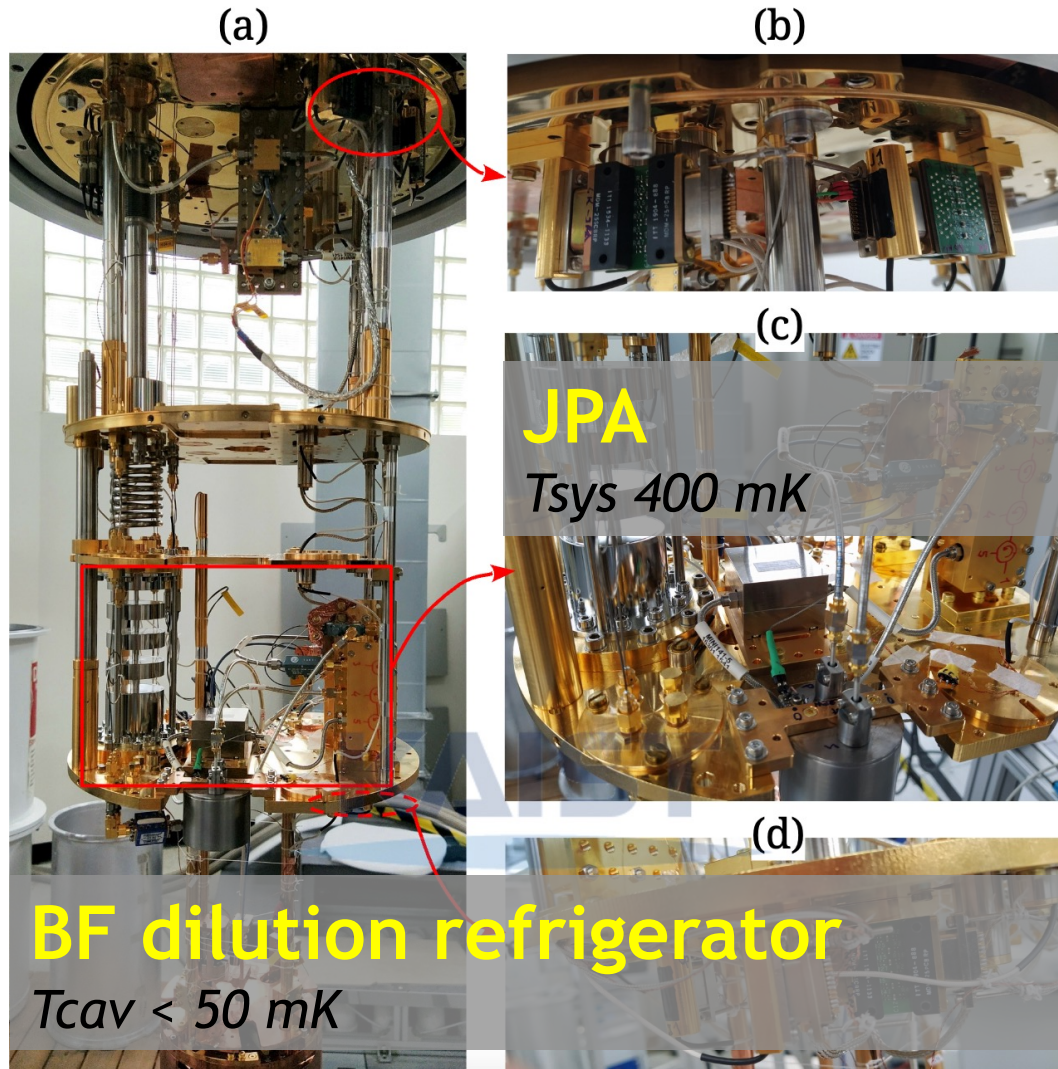 (a)
(b)
(c)
JPA
Tsys 400 mK
(d)
BF dilution refrigerator
Tcav < 50 mK